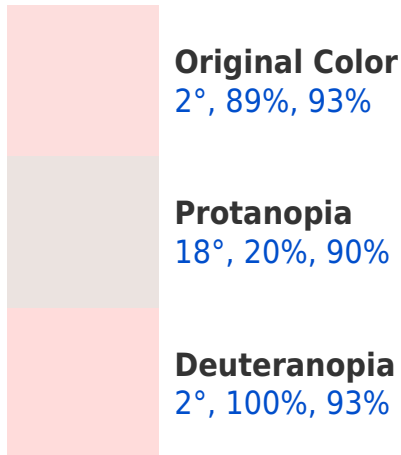 Original Color
2°, 89%, 93%
Protanopia
18°, 20%, 90%
Deuteranopia
2°, 100%, 93%